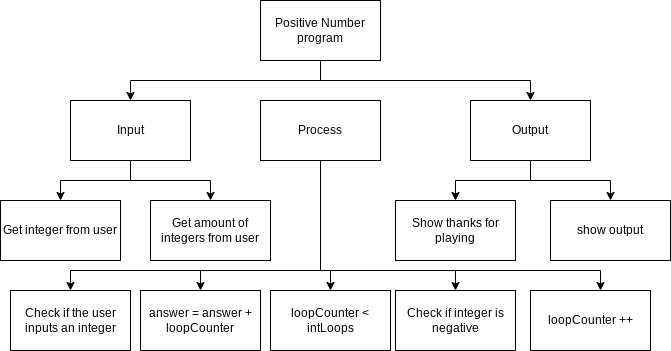 Positive Number
program
Input
Process
Output
Get integer from user
Get amount of
integers from user
Show thanks for
playing
show output
Check if the user
inputs an integer
answer = answer +
loopCounter
loopCounter <
intLoops
Check if integer is
negative
loopCounter ++